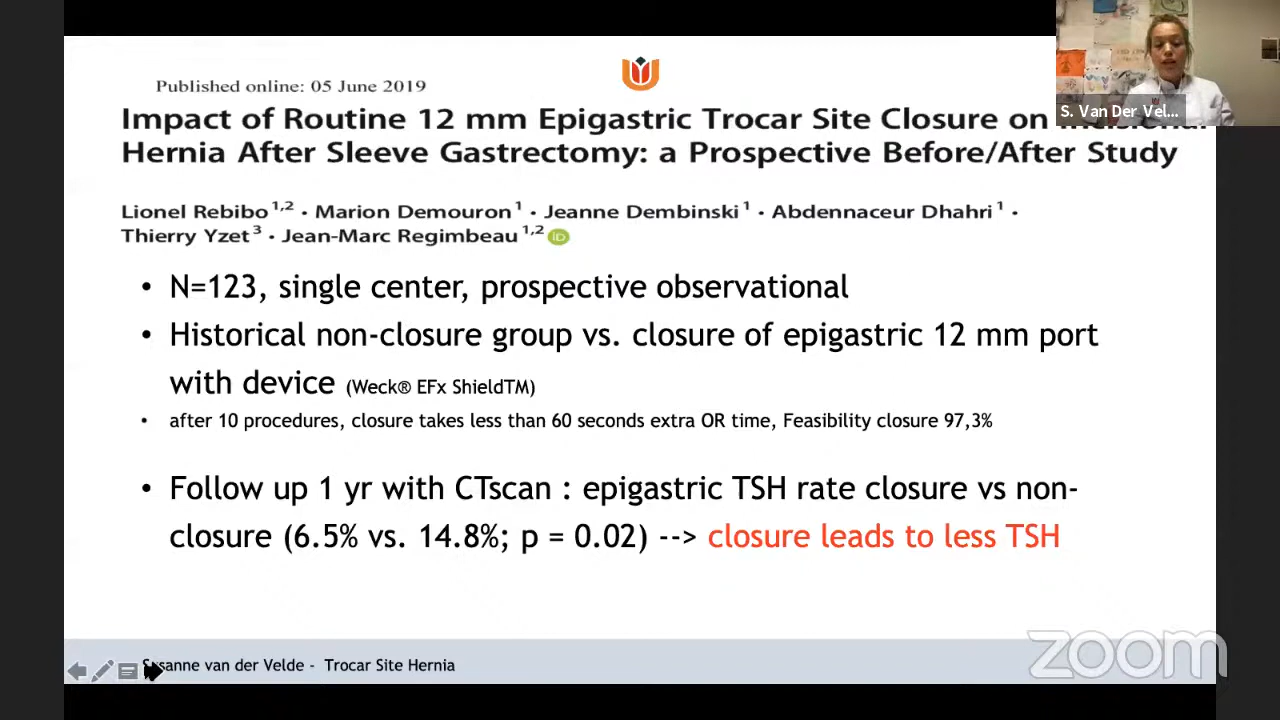 Published online: 05 June 2019
Impact of Routine 12 mm Epigastric Trocar Site Closure on
Hernia After Sleeve Gastrectomy: a Prospective Before/After Study
Lionel Rebibo 1,2 · Marion Demouron 1 · Jeanne Dembinski 1 · Abdennaceur Dhahri 1 ·
Thierry Yzet 3 · Jean-Marc Regimbeau 1,2 iD
• N=123, single center, prospective observational
• Historical non-closure group vs. closure of epigastric 12 mm port
with device (Weck® EFx ShieldTM)
• after 10 procedures, closure takes less than 60 seconds extra OR time, Feasibility closure 97,3%
• Follow up 1 yr with CTscan : epigastric TSH rate closure vs non-
closure (6.5% vs. 14.8%; p = 0.02) --> closure leads to less TSH
Susanne van der Velde - Trocar Site Hernia
S. Van Der Vel...
zoom